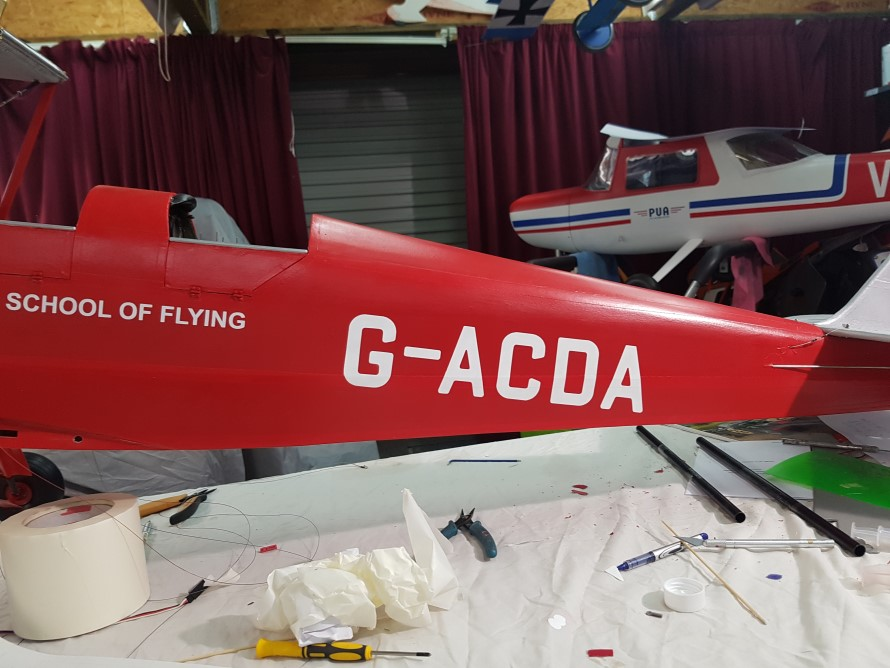 PUA
V
SCHOOL OF FLYING
G-ACDA